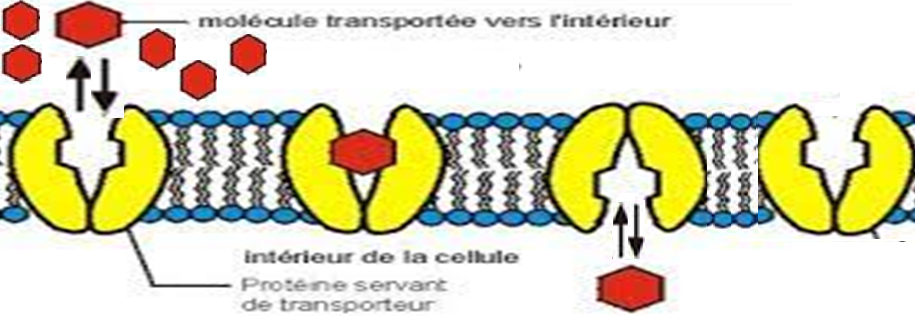 molécule transportée vers l'intérieur
intérieur de la cellule
Protéine servant
de transporteur